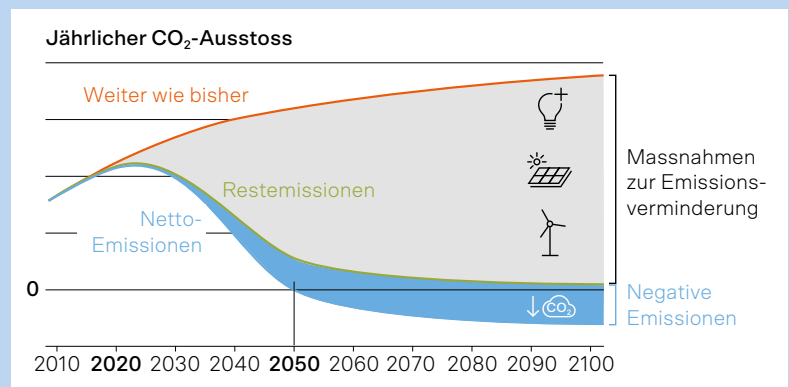 Jährlicher CO₂-Ausstoss
Weiter wie bisher
Restemissionen
Netto-
Emissionen
Massnahmen
zur Emissions-
verminderung
0
CO₂
Negative
Emissionen
2010 2020 2030 2040 2050 2060 2070 2080 2090 2100